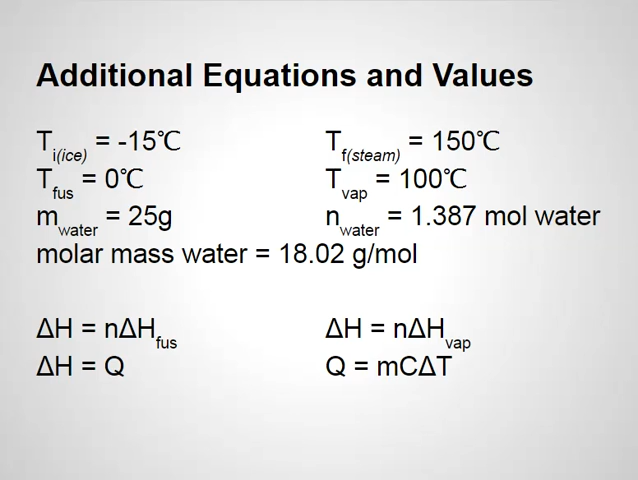 Additional Equations and Values
Ti(ice) = -15℃ Tf(steam) = 150℃
Tfus = 0℃ Tvap = 100℃
mwater = 25g nwater = 1.387 mol water
molar mass water = 18.02 g/mol
ΔH = nΔHfus ΔH = nΔHvap
ΔH = Q Q = mCΔT